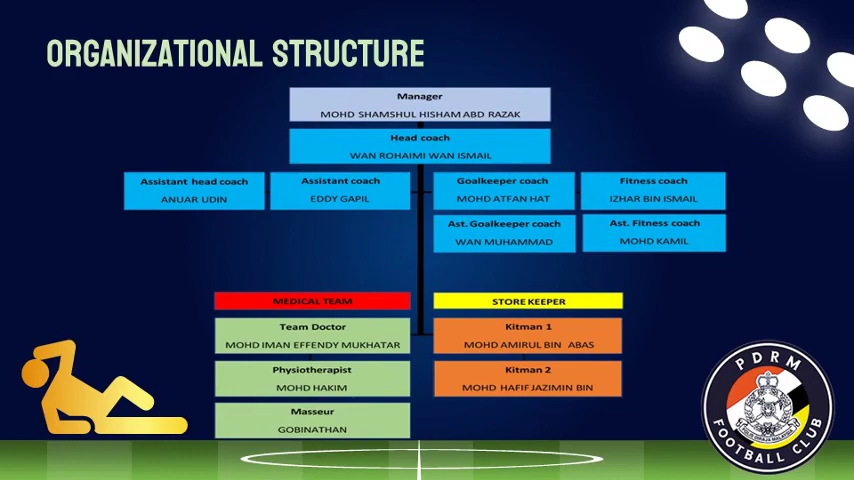 ORGANIZATIONAL STRUCTURE
Manager
MOHD SHAMSHUL HISHAM ABD RAZAK
Head coach
WAN ROHAIMI WAN ISMAIL
Assistant head coach
ANUAR UDIN
Assistant coach
EDDY GAPIL
Goalkeeper coach
MOHD ATFAN HAT
Fitness coach
IZHAR BIN ISMAIL
Ast. Goalkeeper coach
WAN MUHAMMAD
Ast. Fitness coach
MOHD KAMIL
MEDICAL TEAM
Team Doctor
MOHD IMAN EFFENDY MUKHATAR
Physiotherapist
MOHD HAKIM
Masseur
GOBINATHAN
STORE KEEPER
Kitman 1
MOHD AMIRUL BIN ABAS
Kitman 2
MOHD HAFIF JAZIMIN BIN
PDRM
FOOTBALL CLUB